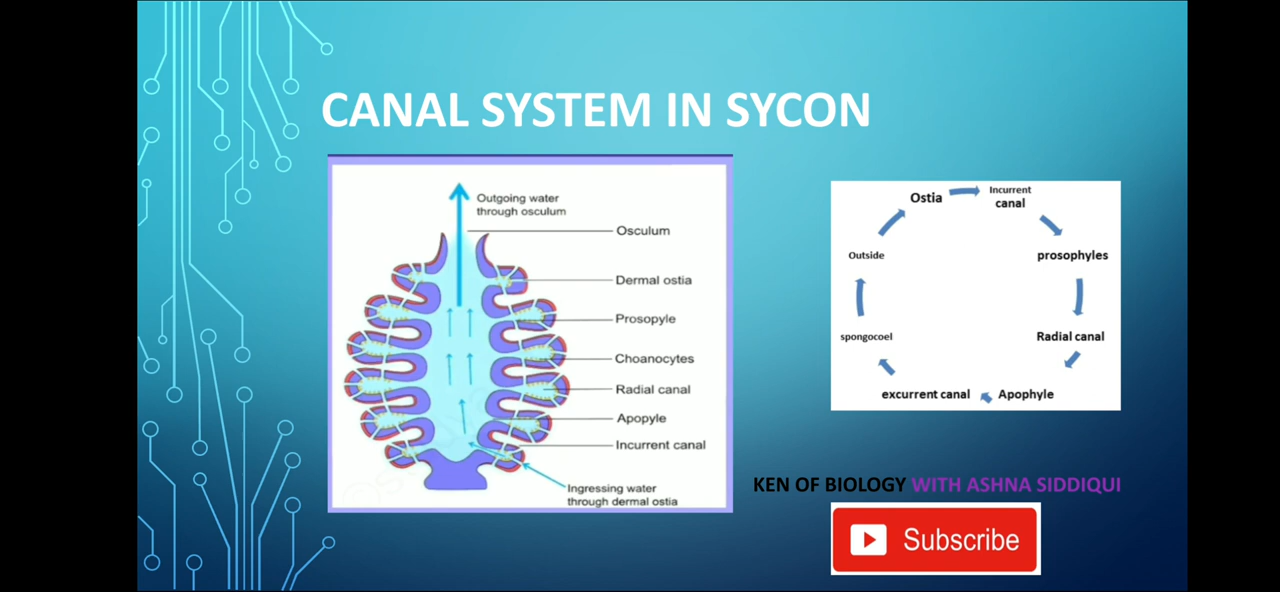 CANAL SYSTEM IN SYCON
Outgoing water
through osculum
Osculum
Dermal ostia
Prosopyle
Choanocytes
Radial canal
Apopyle
Incurrent canal
Ingressing water
through dermal ostia
Ostia
Incurrent
canal
prosophyles
Radial canal
Apophyle
excurrent canal
spongocoel
Outside
KEN OF BIOLOGY WITH ASHNA SIDDIQUI
Subscribe